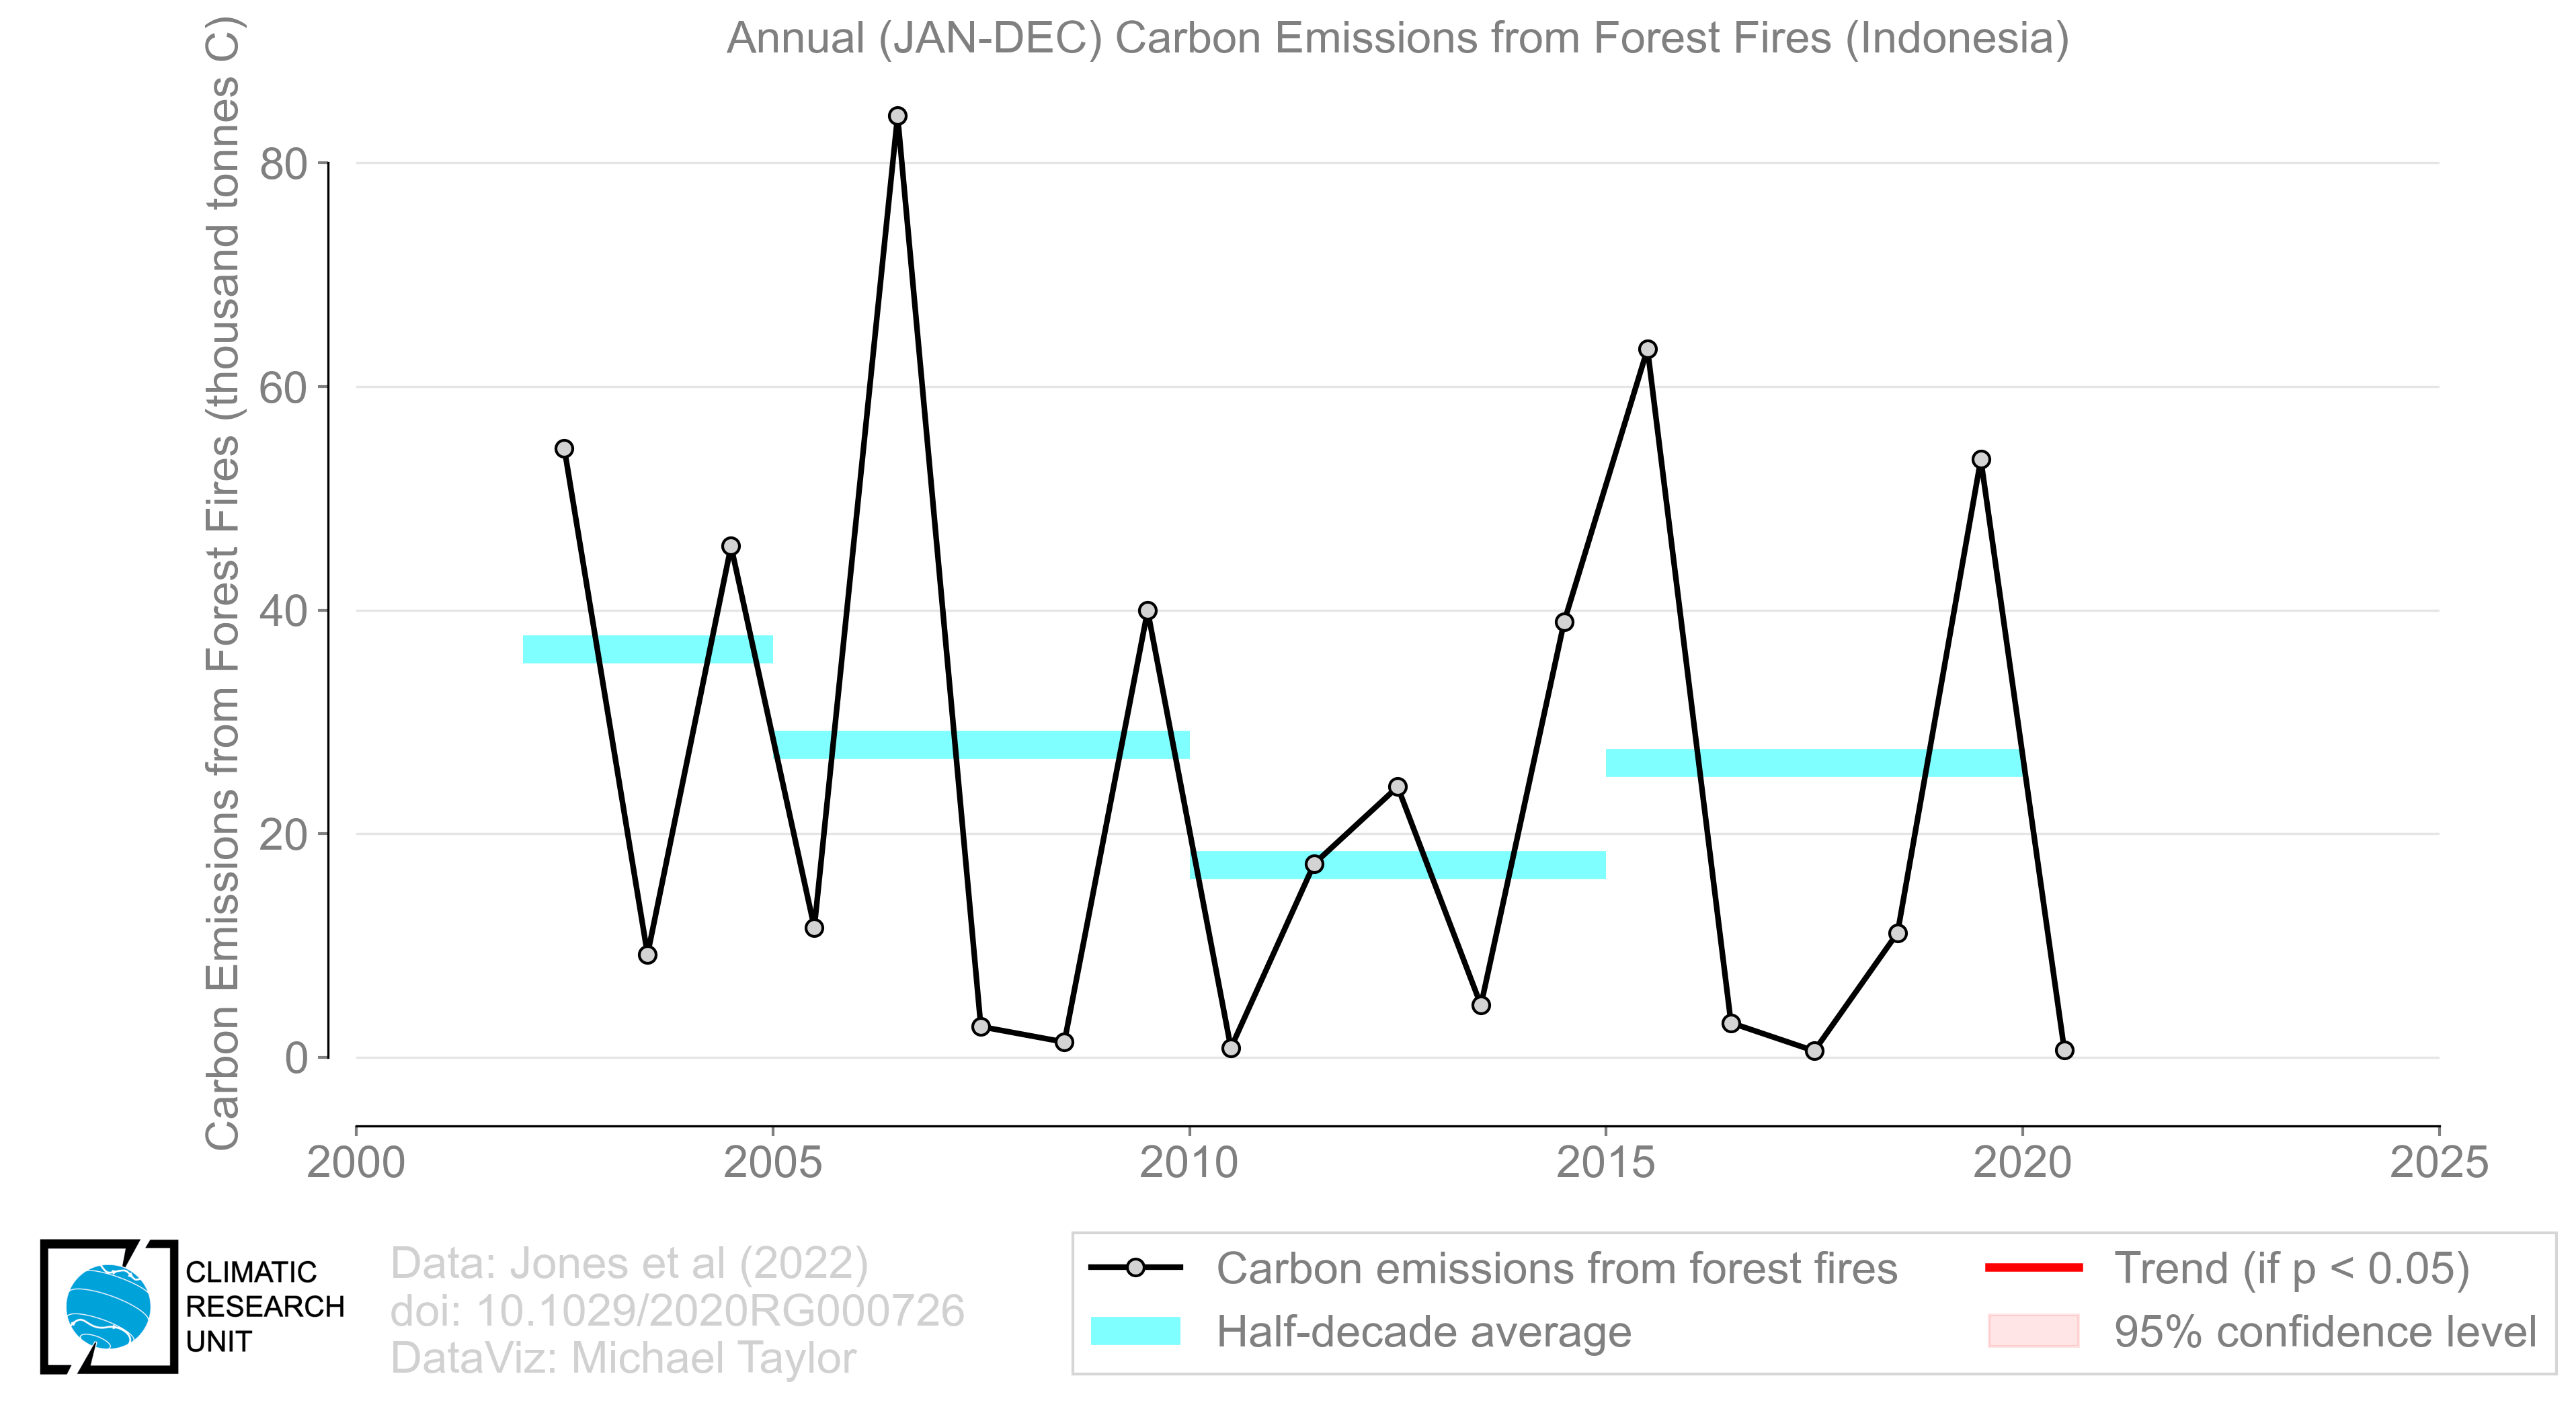 Annual (JAN-DEC) Carbon Emissions from Forest Fires (Indonesia)
Carbon Emissions from Forest Fires (thousand tonnes C)
80
60
40
20
0
2000 2005 2010 2015 2020 2025
CLIMATIC
RESEARCH
UNIT
Data: Jones et al (2022)
doi: 10.1029/2020RG000726
DataViz: Michael Taylor
Carbon emissions from forest fires
Half-decade average
Trend (if p < 0.05)
95% confidence level